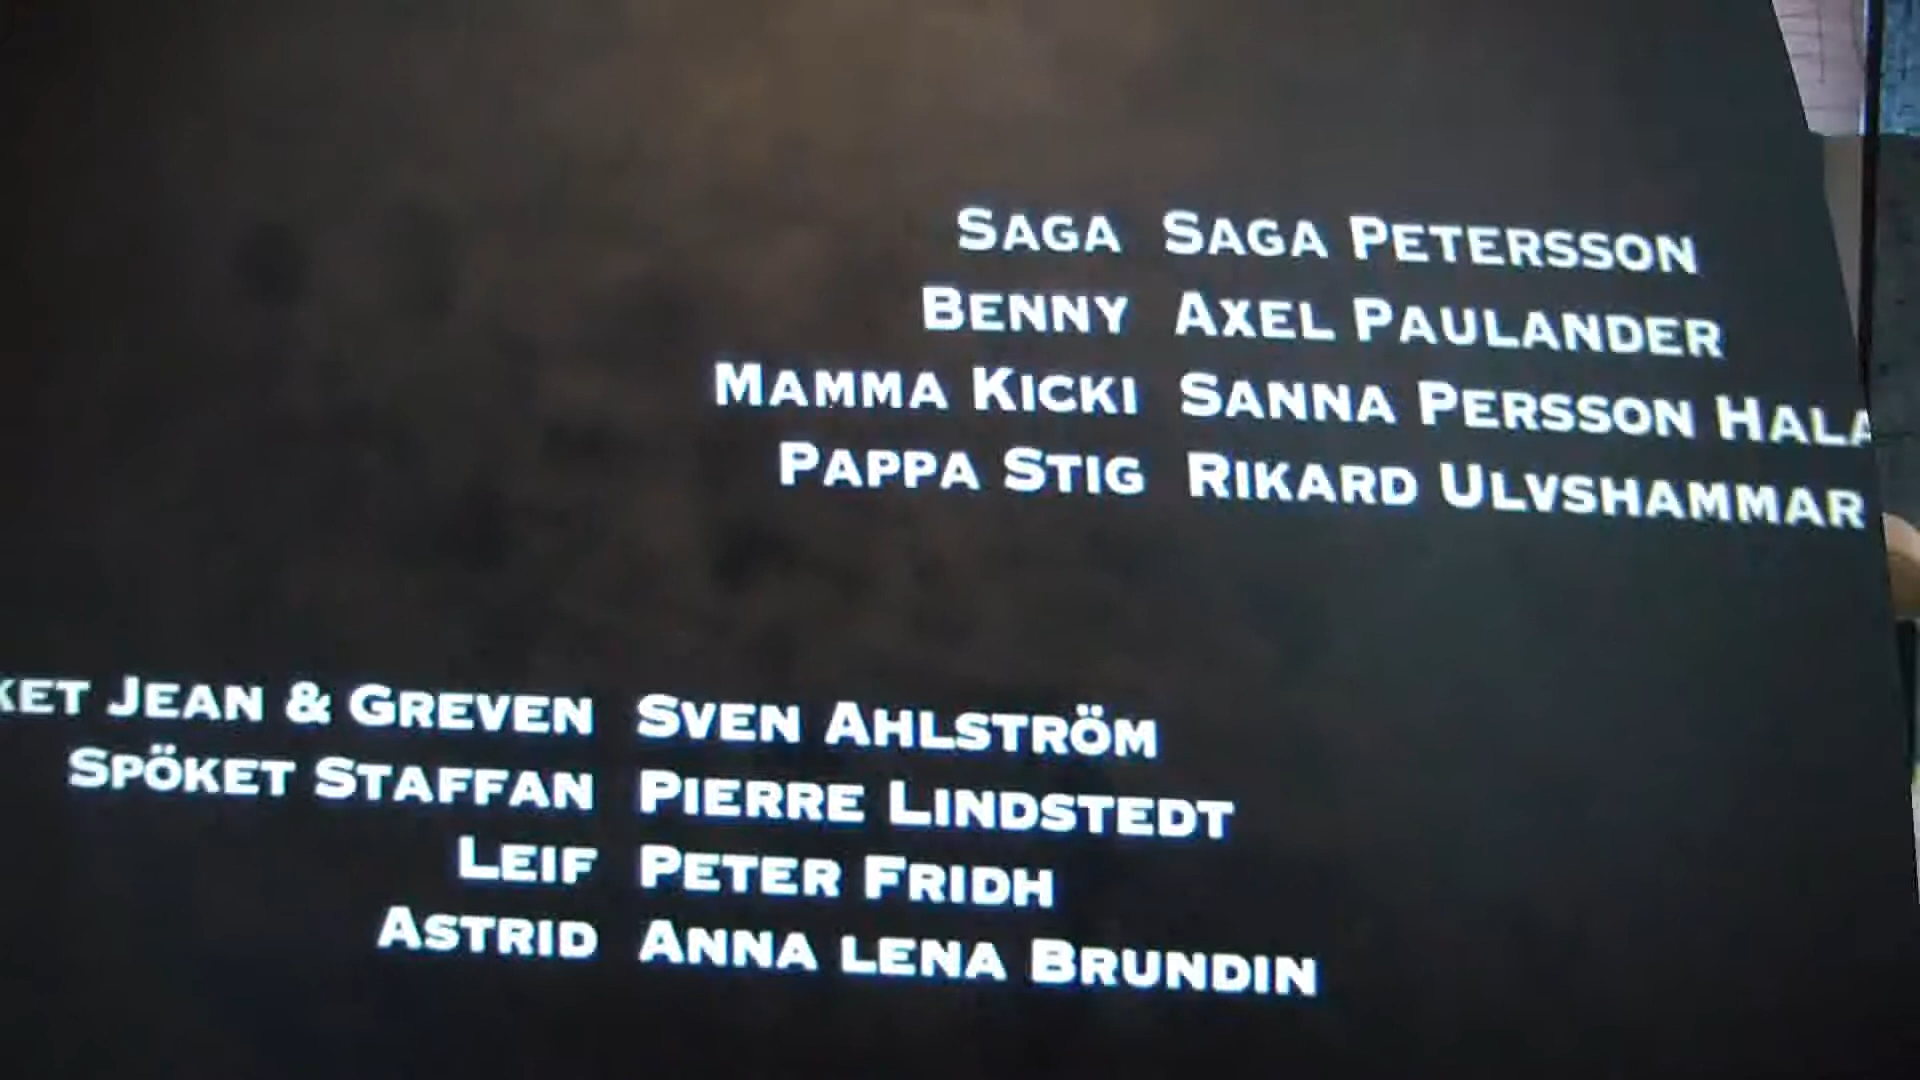 Saga Saga Petersson
Benny Axel Paulander
Mamma Kicki Sanna Persson
Pappa Stig Rikard Ulvshammar
Jean & Greven Sven Ahlström
Spöket Staffan Pierre Lindstedt
Leif Peter Fridh
Astrid Anna lena Brundin